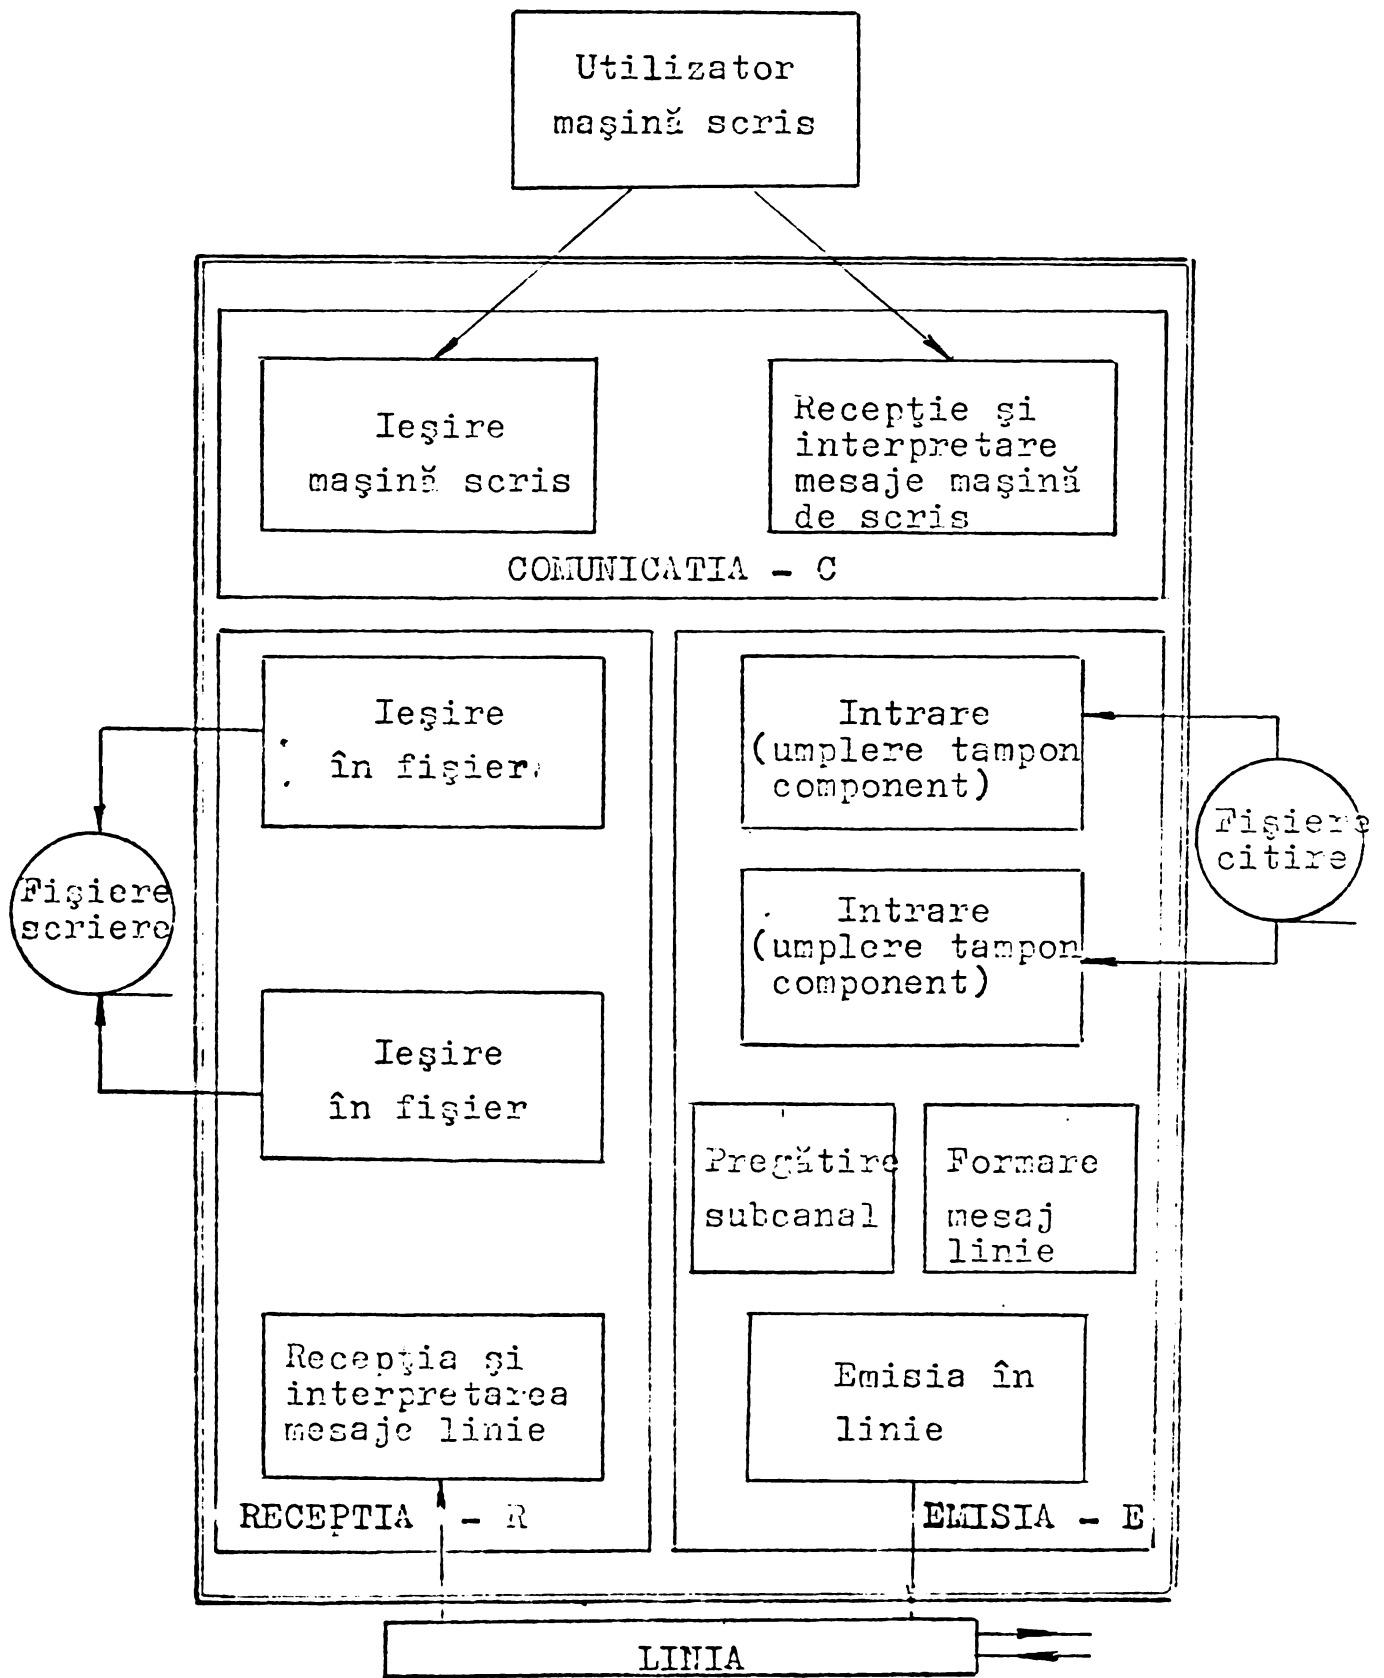 Utilizator
maşină scris
Ieşire
maşină scris
Recepţie şi
interpretare
mesaje maşină
de scris
COMUNICATIA - C
Ieşire
în fişier
Intrare
(umplere tampon
component)
Fişiere
citire
Fişiere
scriere
Intrare
(umplere tampon
component)
Ieşire
în fişier
Pregătire
subcanal
Formare
mesaj
linie
Recepţia şi
interpretarea
mesaje linie
Emisia în
linie
RECEPTIA - R
EMISIA - E
LINIA